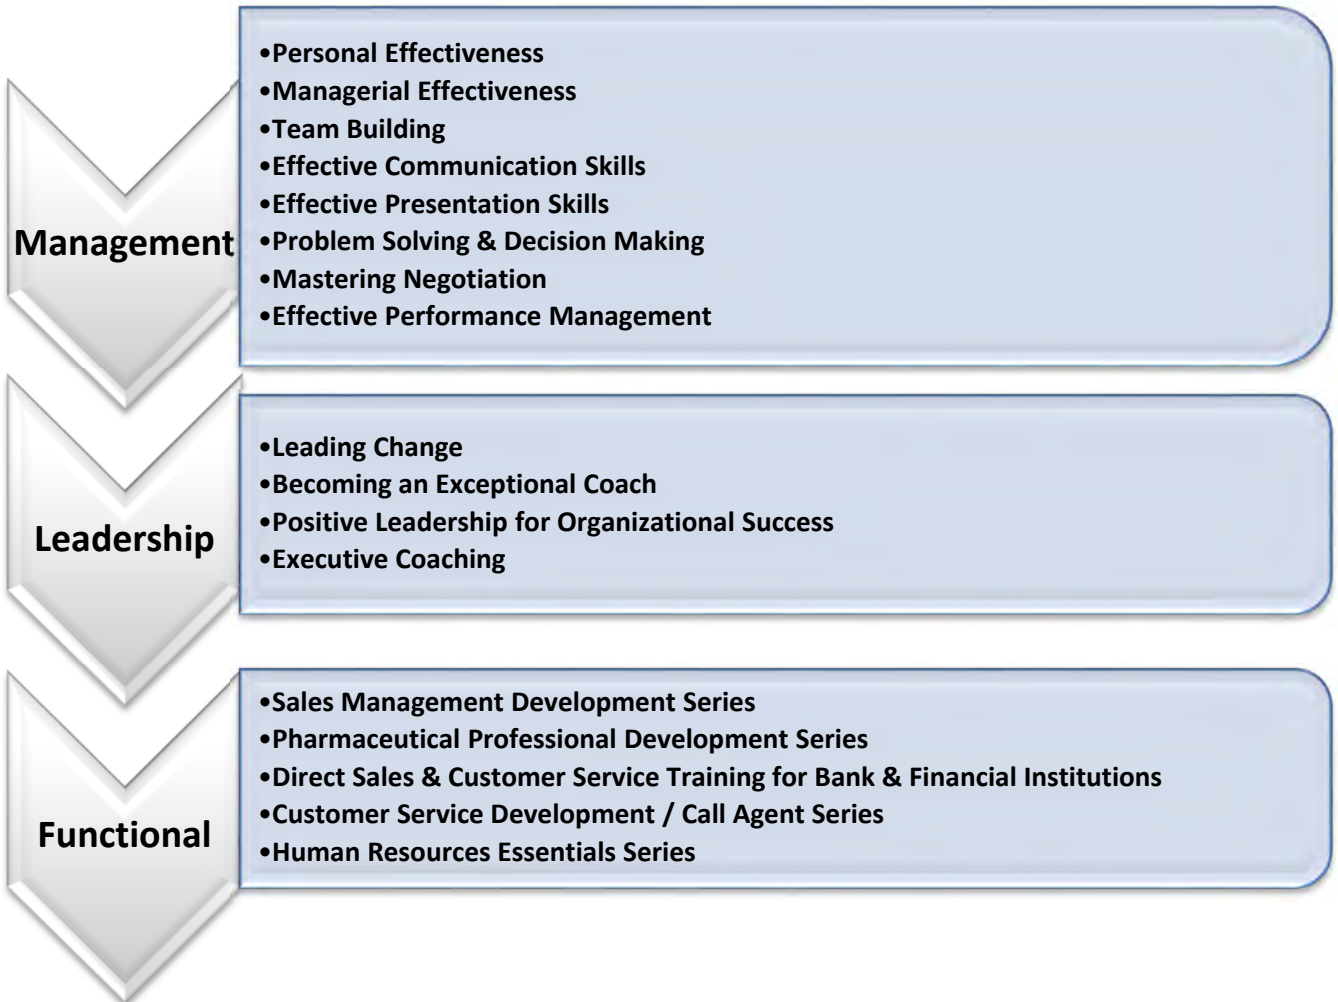 Management
•Personal Effectiveness
•Managerial Effectiveness
•Team Building
•Effective Communication Skills
•Effective Presentation Skills
•Problem Solving & Decision Making
•Mastering Negotiation
•Effective Performance Management
Leadership
•Leading Change
•Becoming an Exceptional Coach
•Positive Leadership for Organizational Success
•Executive Coaching
Functional
•Sales Management Development Series
•Pharmaceutical Professional Development Series
•Direct Sales & Customer Service Training for Bank & Financial Institutions
•Customer Service Development / Call Agent Series
•Human Resources Essentials Series